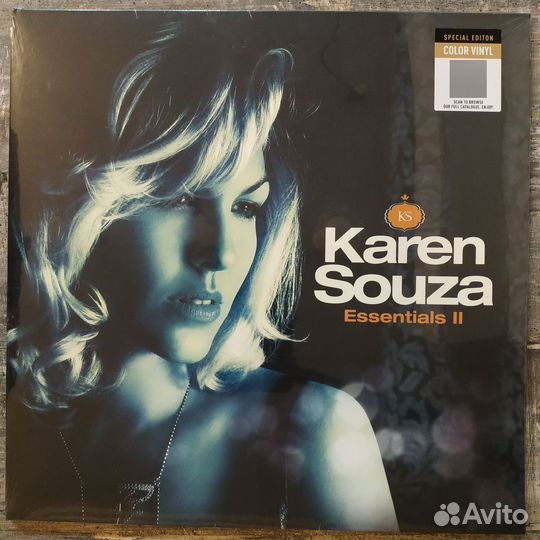 SPECIAL EDITON
COLOR VINYL
SCAN TO BROWSE
OUR FULL CATALOGUE. ENJOY!
KS
Karen
Souza
Essentials II
Avito